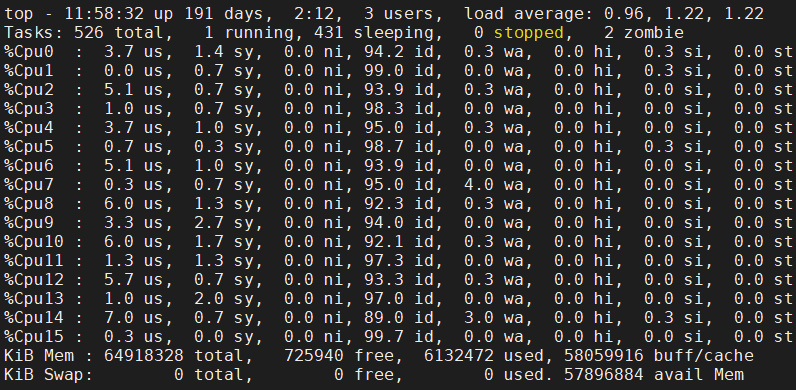 top - 11:58:32 up 191 days,  2:12,  3 users,  load average: 0.96, 1.22, 1.22
Tasks: 526 total,   1 running, 431 sleeping,   0 stopped,   2 zombie
%Cpu0  :  3.7 us,  1.4 sy,  0.0 ni, 94.2 id,  0.3 wa,  0.0 hi,  0.3 si,  0.0 st
%Cpu1  :  0.0 us,  0.7 sy,  0.0 ni, 99.0 id,  0.0 wa,  0.0 hi,  0.3 si,  0.0 st
%Cpu2  :  5.1 us,  0.7 sy,  0.0 ni, 93.9 id,  0.3 wa,  0.0 hi,  0.0 si,  0.0 st
%Cpu3  :  1.0 us,  0.7 sy,  0.0 ni, 98.3 id,  0.0 wa,  0.0 hi,  0.0 si,  0.0 st
%Cpu4  :  3.7 us,  1.0 sy,  0.0 ni, 95.0 id,  0.3 wa,  0.0 hi,  0.0 si,  0.0 st
%Cpu5  :  0.7 us,  0.3 sy,  0.0 ni, 98.7 id,  0.0 wa,  0.0 hi,  0.3 si,  0.0 st
%Cpu6  :  5.1 us,  1.0 sy,  0.0 ni, 93.9 id,  0.0 wa,  0.0 hi,  0.0 si,  0.0 st
%Cpu7  :  0.3 us,  0.7 sy,  0.0 ni, 95.0 id,  4.0 wa,  0.0 hi,  0.0 si,  0.0 st
%Cpu8  :  6.0 us,  1.3 sy,  0.0 ni, 92.3 id,  0.3 wa,  0.0 hi,  0.0 si,  0.0 st
%Cpu9  :  3.3 us,  2.7 sy,  0.0 ni, 94.0 id,  0.0 wa,  0.0 hi,  0.0 si,  0.0 st
%Cpu10 :  6.0 us,  1.7 sy,  0.0 ni, 92.1 id,  0.3 wa,  0.0 hi,  0.0 si,  0.0 st
%Cpu11 :  1.3 us,  1.3 sy,  0.0 ni, 97.3 id,  0.0 wa,  0.0 hi,  0.0 si,  0.0 st
%Cpu12 :  5.7 us,  0.7 sy,  0.0 ni, 93.3 id,  0.3 wa,  0.0 hi,  0.0 si,  0.0 st
%Cpu13 :  1.0 us,  2.0 sy,  0.0 ni, 97.0 id,  0.0 wa,  0.0 hi,  0.0 si,  0.0 st
%Cpu14 :  7.0 us,  0.7 sy,  0.0 ni, 89.0 id,  3.0 wa,  0.0 hi,  0.3 si,  0.0 st
%Cpu15 :  0.3 us,  0.0 sy,  0.0 ni, 99.7 id,  0.0 wa,  0.0 hi,  0.0 si,  0.0 st
KiB Mem : 64918328 total,   725940 free,  6132472 used, 58059916 buff/cache
KiB Swap:        0 total,        0 free,        0 used. 57896884 avail Mem